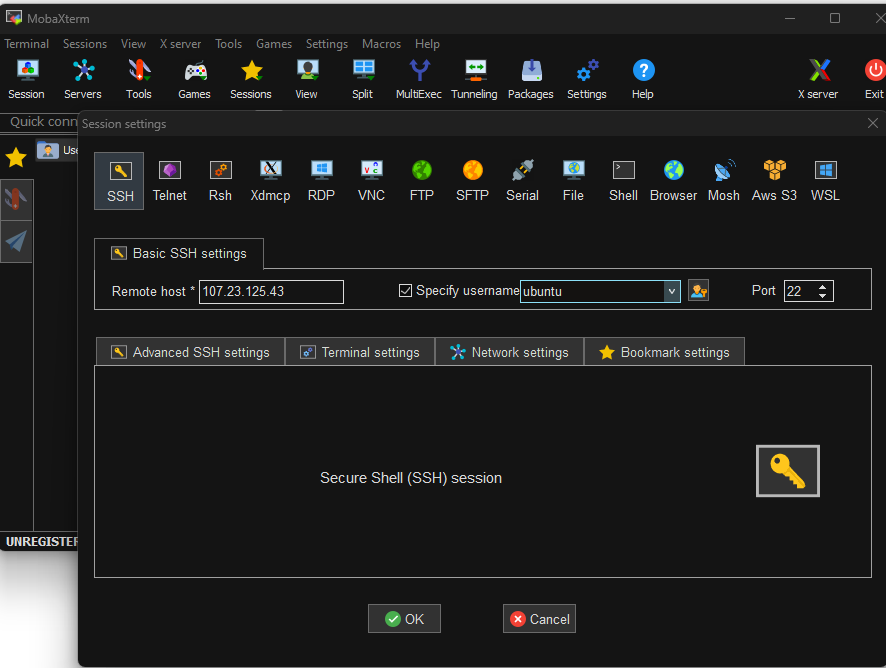 MobaXterm
Terminal Sessions View X server Tools Games Settings Macros Help
Session Servers Tools Games Sessions View Split MultiExec Tunneling Packages Settings Help X server Exit
Quick conn
Session settings
Use
SSH Telnet Rsh Xdmcp RDP VNC FTP SFTP Serial File Shell Browser Mosh Aws S3 WSL
Basic SSH settings
Remote host * 107.23.125.43 Specify username ubuntu Port 22
Advanced SSH settings Terminal settings Network settings Bookmark settings
Secure Shell (SSH) session
UNREGISTER
OK Cancel